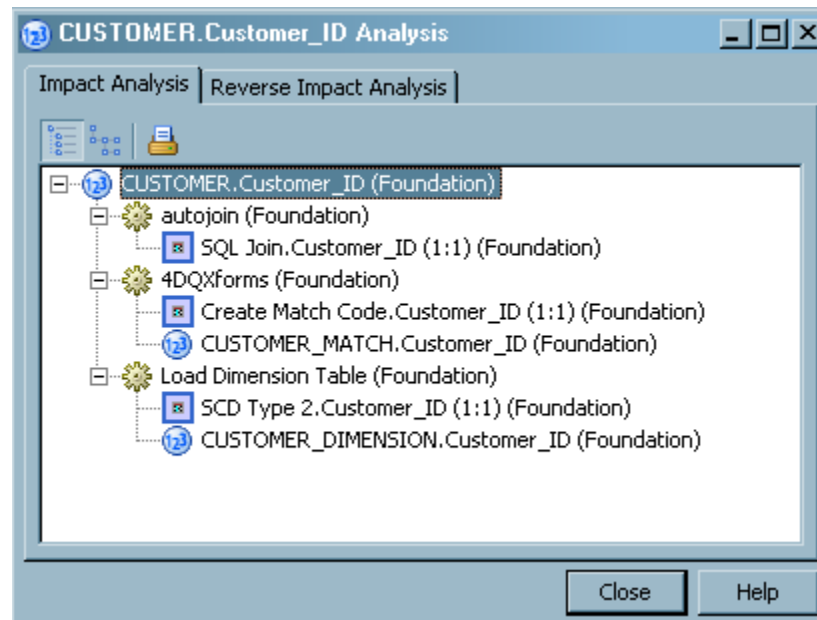 CUSTOMER.Customer_ID Analysis
Impact Analysis Reverse Impact Analysis
CUSTOMER.Customer_ID (Foundation)
autojoin (Foundation)
SQL Join.Customer_ID (1:1) (Foundation)
4DQXforms (Foundation)
Create Match Code.Customer_ID (1:1) (Foundation)
CUSTOMER_MATCH.Customer_ID (Foundation)
Load Dimension Table (Foundation)
SCD Type 2.Customer_ID (1:1) (Foundation)
CUSTOMER_DIMENSION.Customer_ID (Foundation)
Close Help